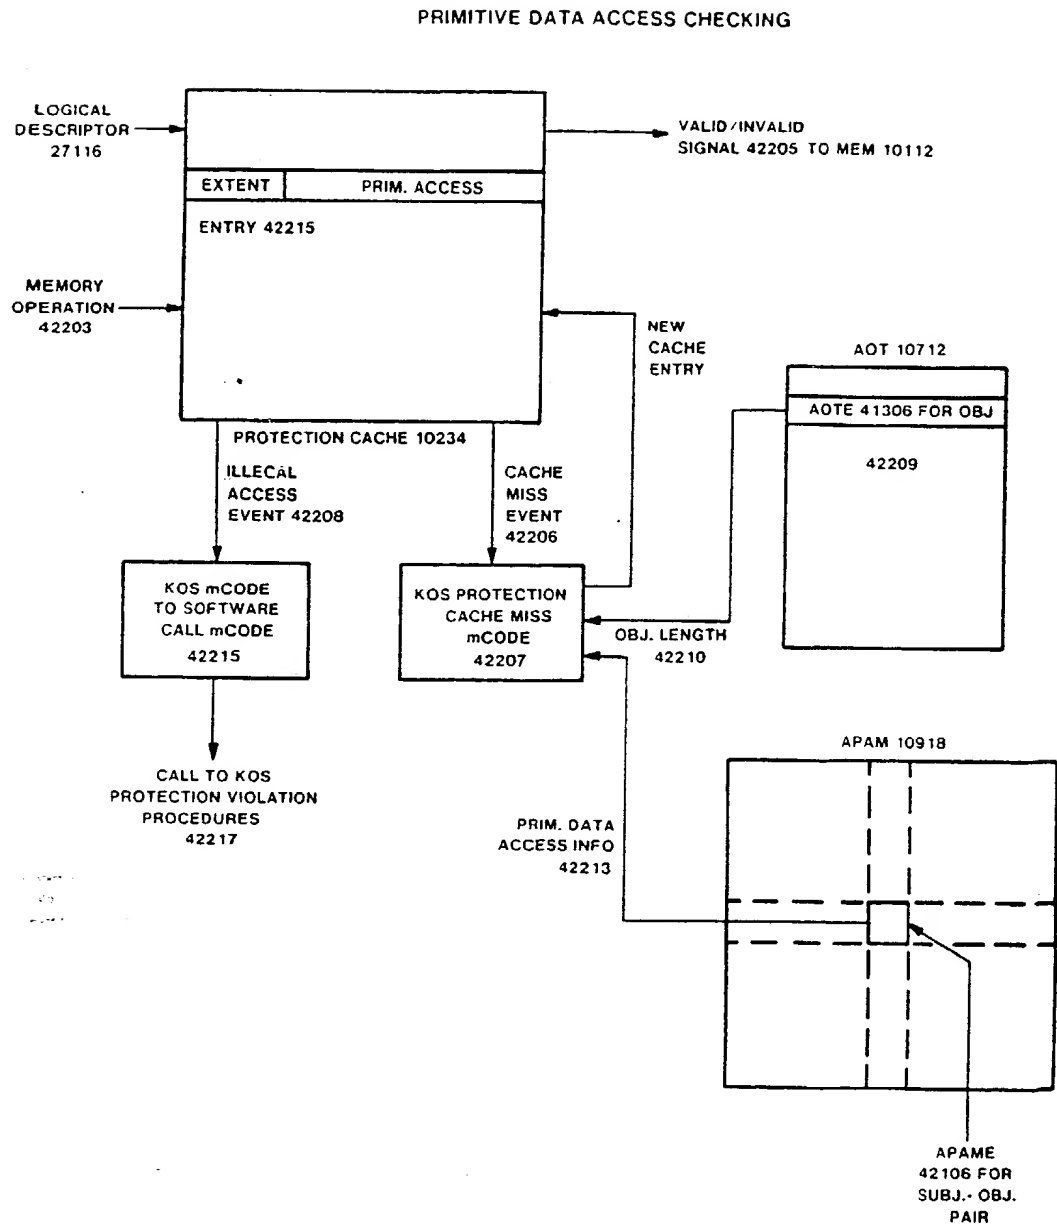 PRIMITIVE DATA ACCESS CHECKING
LOGICAL
DESCRIPTOR
27116
VALID/INVALID
SIGNAL 42205 TO MEM 10112
EXTENT
PRIM. ACCESS
ENTRY 42215
MEMORY
OPERATION
42203
NEW
CACHE
ENTRY
AOT 10712
AOTE 41306 FOR OBJ
42209
PROTECTION CACHE 10234
ILLECAL
ACCESS
EVENT 42208
CACHE
MISS
EVENT
42206
KOS mCODE
TO SOFTWARE
CALL mCODE
42215
KOS PROTECTION
CACHE MISS
mCODE
42207
OBJ. LENGTH
42210
CALL TO KOS
PROTECTION VIOLATION
PROCEDURES
42217
APAM 10918
PRIM. DATA
ACCESS INFO
42213
APAME
42106 FOR
SUBJ.- OBJ.
PAIR